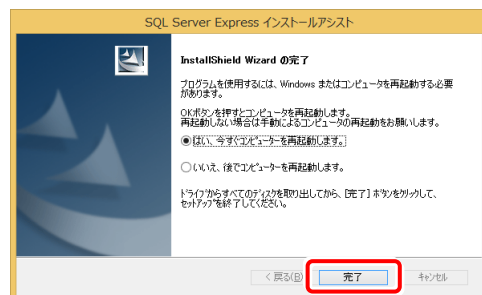 SQL Server Express インストールアシスト
InstallShield Wizard の完了
プログラムを使用するには、Windows またはコンピュータを再起動する必要
があります。
OKボタンを押すとコンピュータを再起動します。
再起動しない場合は手動によるコンピュータの再起動をお願いします。
はい、今すぐコンピューターを再起動します。
いいえ、後でコンピューターを再起動します。
ドライブからすべてのディスクを取り出してから、[完了] ボタンをクリックして、
セットアップを終了してください。
< 戻る(B)
完了
キャンセル